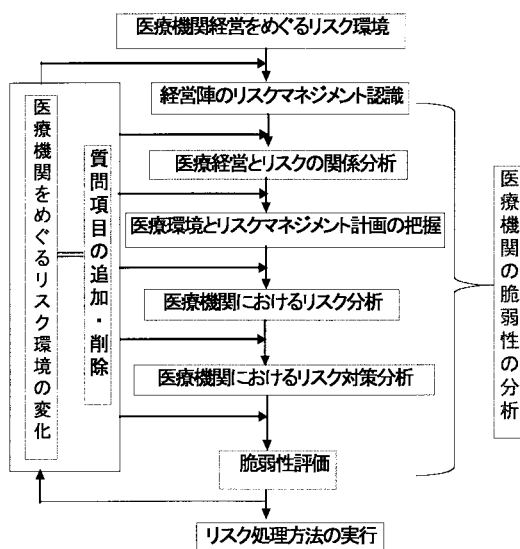 医療機関経営をめぐるリスク環境
経営陣のリスクマネジメント認識
医療経営とリスクの関係分析
医療環境とリスクマネジメント計画の把握
医療機関におけるリスク分析
医療機関におけるリスク対策分析
脆弱性評価
リスク処理方法の実行
医療機関をめぐるリスク環境の変化
質問項目の追加・削除
医療機関の脆弱性の分析